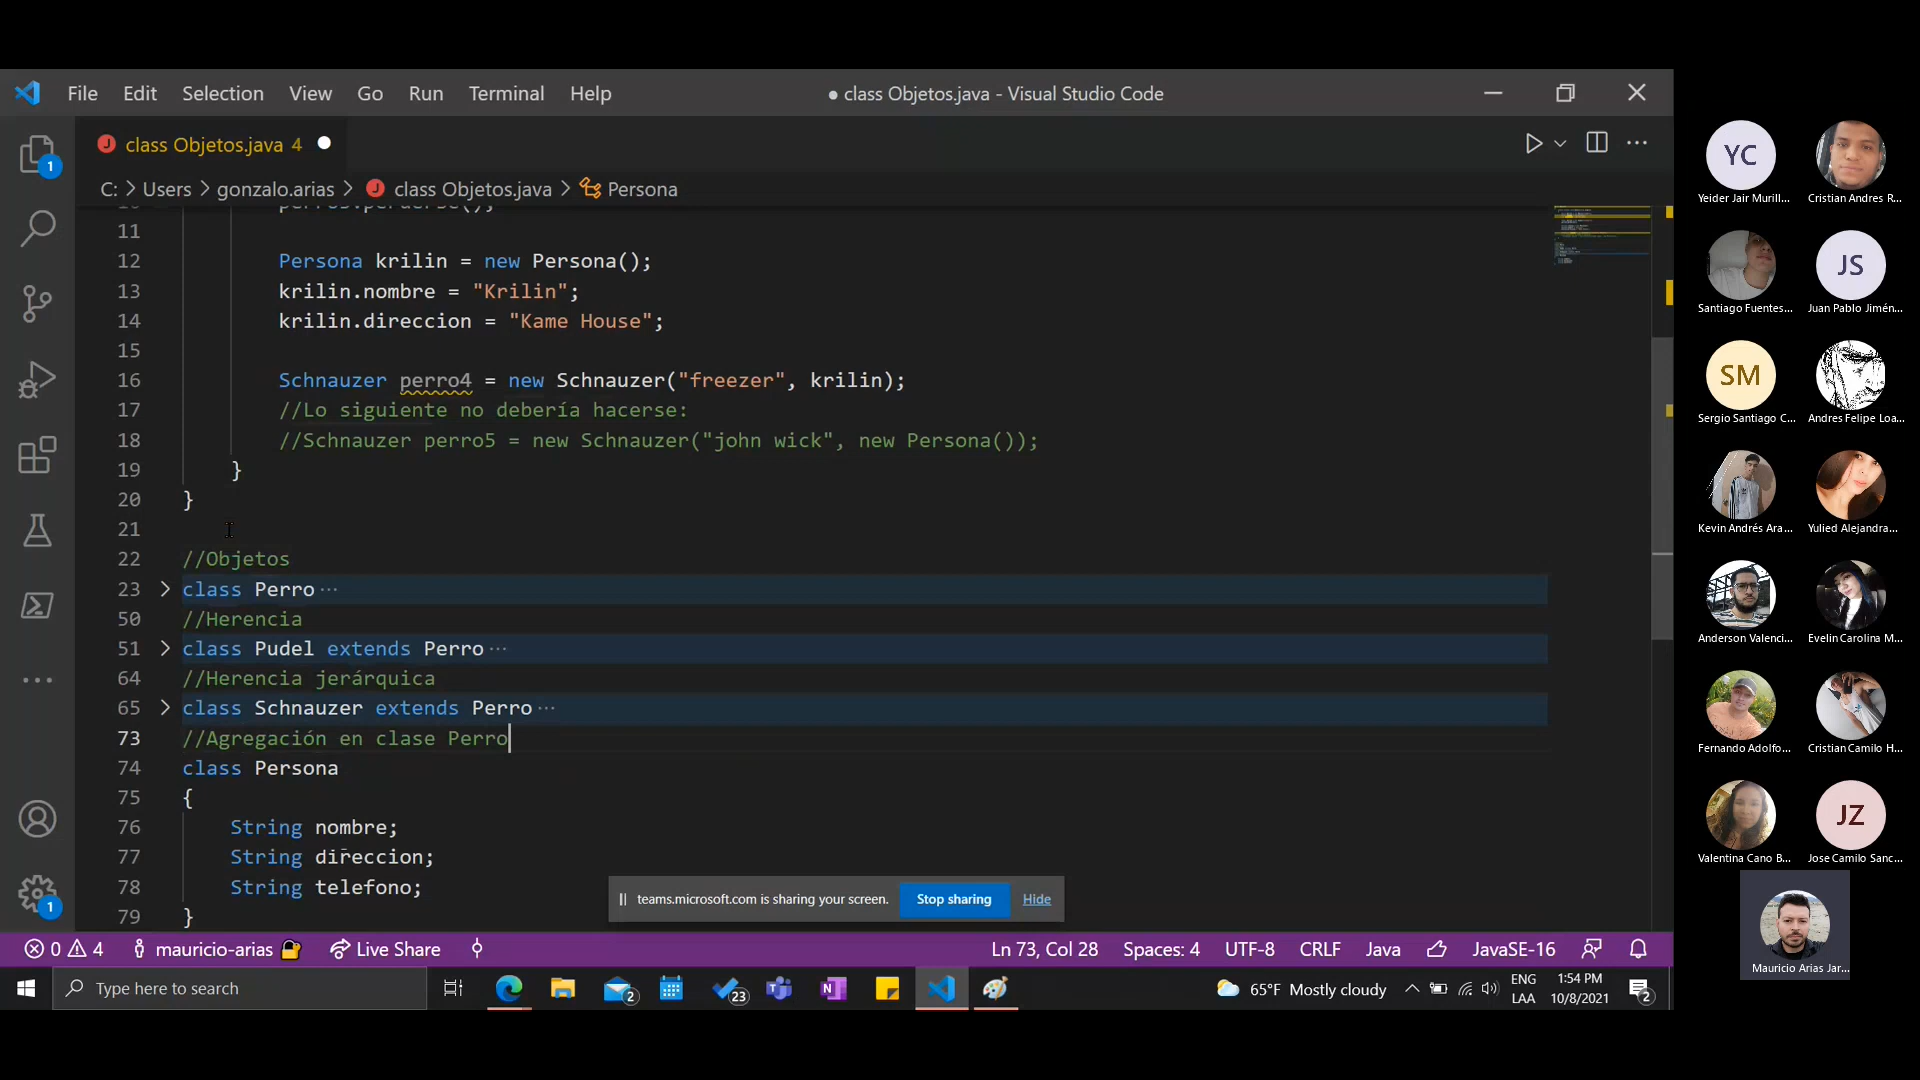 File Edit Selection View Go Run Terminal Help
● class Objetos.java - Visual Studio Code
class Objetos.java 4
C: > Users > gonzalo.arias > class Objetos.java > Persona
11
12 Persona krilin = new Persona();
13 krilin.nombre = "Krilin";
14 krilin.direccion = "Kame House";
15
16 Schnauzer perro4 = new Schnauzer("freezer", krilin);
17 //Lo siguiente no debería hacerse:
18 //Schnauzer perro5 = new Schnauzer("john wick", new Persona());
19 }
20 }
21
22 //Objetos
23 class Perro···
50 //Herencia
51 class Pudel extends Perro···
64 //Herencia jerárquica
65 class Schnauzer extends Perro···
73 //Agregación en clase Perro
74 class Persona
75 {
76 String nombre;
77 String direccion;
78 String telefono;
79 }
1
1
teams.microsoft.com is sharing your screen. Stop sharing Hide
0 4 mauricio-arias Live Share Ln 73, Col 28 Spaces: 4 UTF-8 CRLF Java JavaSE-16
Type here to search
2
23
65°F Mostly cloudy
ENG
LAA
1:54 PM
10/8/2021
2
YC
Yeider Jair Murill...
Cristian Andres R...
Santiago Fuentes...
JS
Juan Pablo Jimén...
SM
Sergio Santiago C...
Andres Felipe Loa...
Kevin Andrés Ara...
Yulied Alejandra...
Anderson Valenci...
Evelin Carolina M...
Fernando Adolfo...
Cristian Camilo H...
Valentina Cano B...
JZ
Jose Camilo Sanc...
Mauricio Arias Jar...